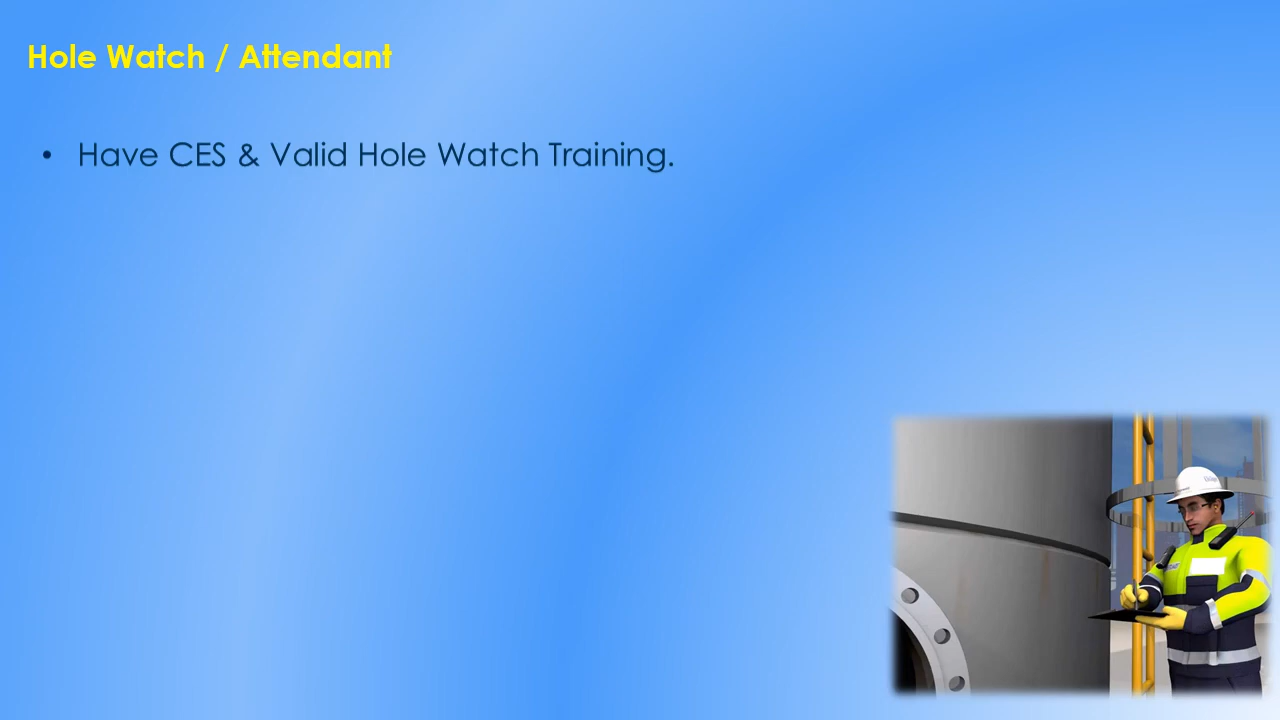 Hole Watch / Attendant
• Have CES & Valid Hole Watch Training.